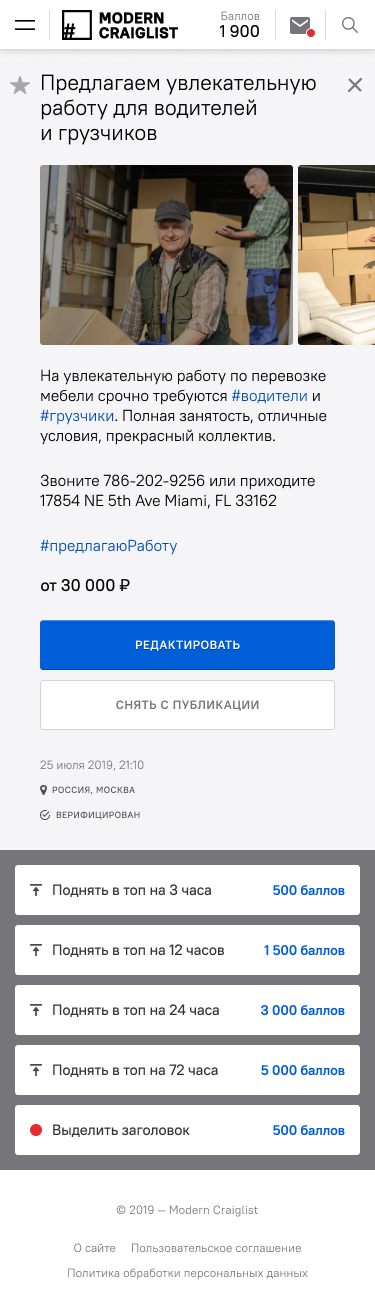 MODERN
CRAIGLIST
Баллов
1 900
Предлагаем увлекательную
работу для водителей
и грузчиков
На увлекательную работу по перевозке
мебели срочно требуются #водители и
#грузчики. Полная занятость, отличные
условия, прекрасный коллектив.
Звоните 786-202-9256 или приходите
17854 NE 5th Ave Miami, FL 33162
#предлагаюРаботу
от 30 000 ₽
РЕДАКТИРОВАТЬ
СНЯТЬ С ПУБЛИКАЦИИ
25 июля 2019, 21:10
РОССИЯ, МОСКВА
ВЕРИФИЦИРОВАН
Поднять в топ на 3 часа 500 баллов
Поднять в топ на 12 часов 1 500 баллов
Поднять в топ на 24 часа 3 000 баллов
Поднять в топ на 72 часа 5 000 баллов
Выделить заголовок 500 баллов
© 2019 — Modern Craiglist
О сайте Пользовательское соглашение
Политика обработки персональных данных